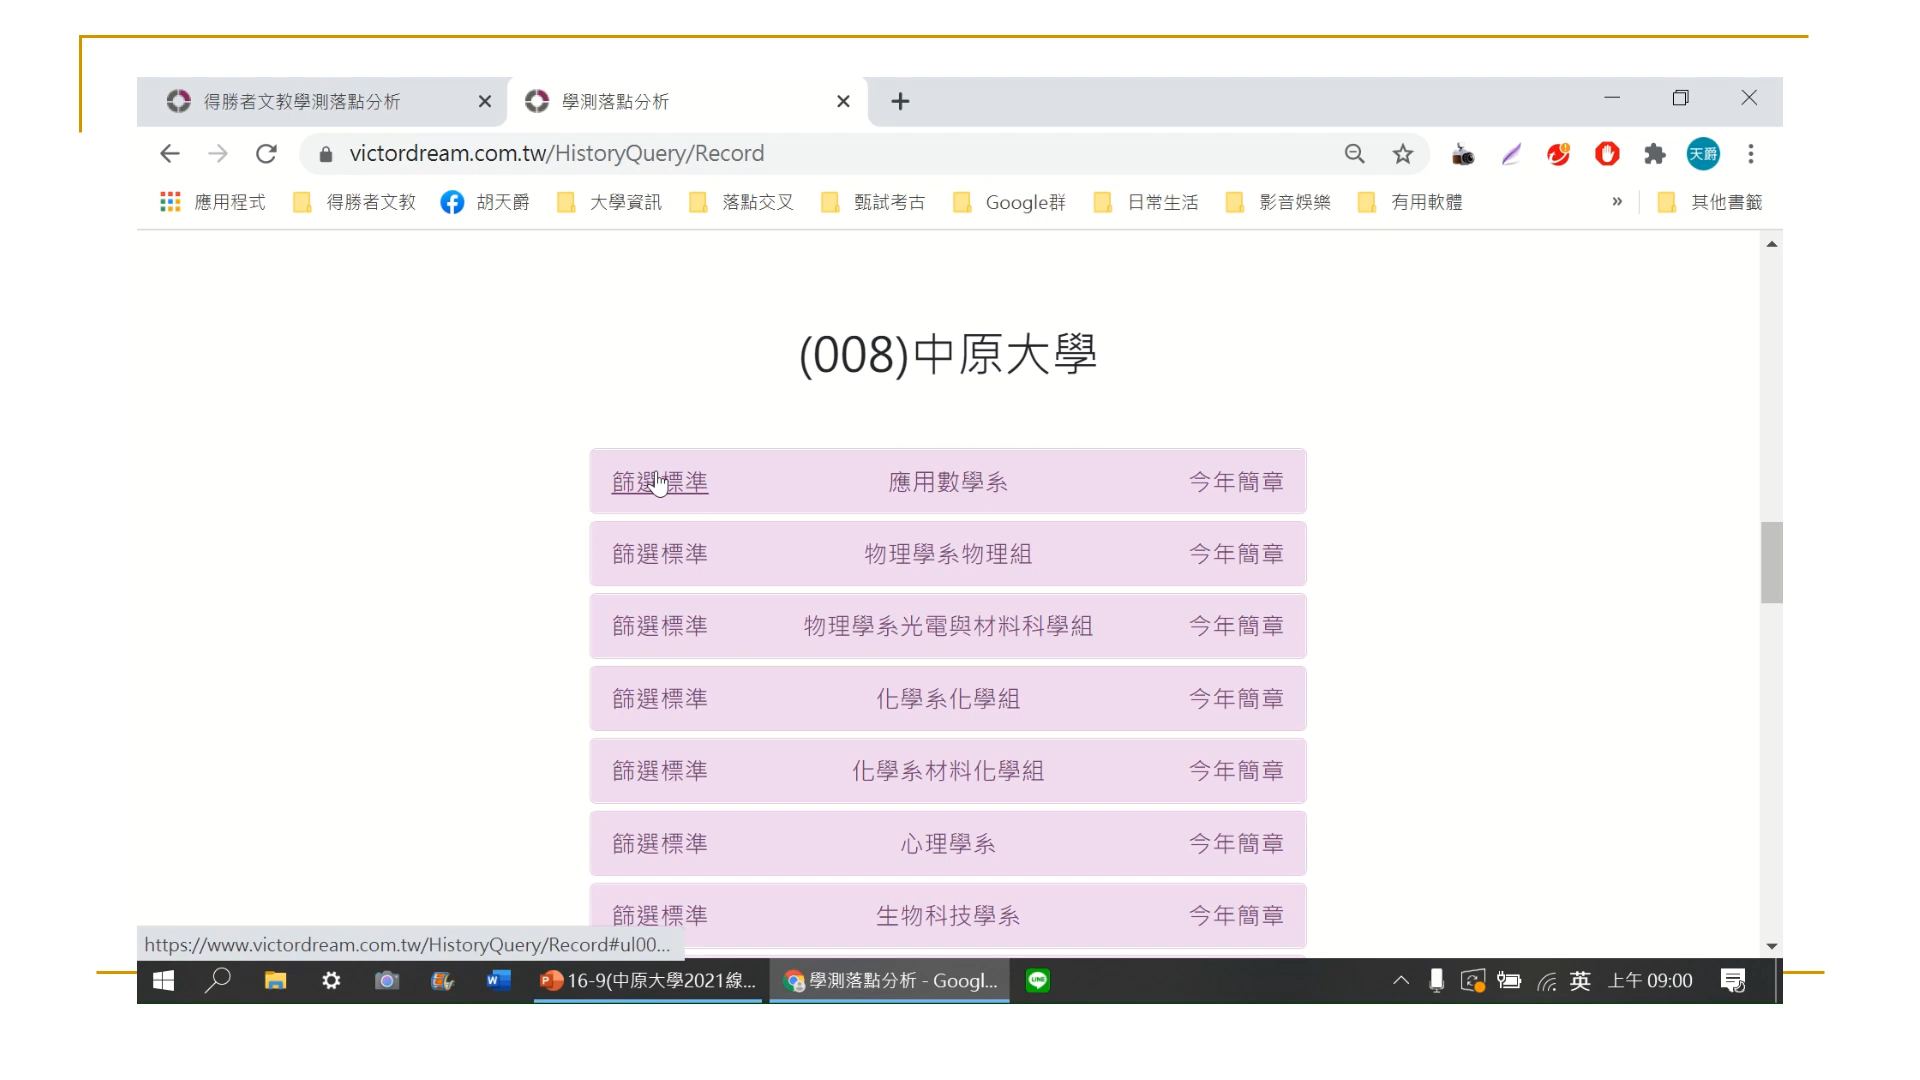 得勝者文教學測落點分析
學測落點分析
victordream.com.tw/HistoryQuery/Record
天爵
應用程式 得勝者文教 胡天爵 大學資訊 落點交叉 甄試考古 Google群 日常生活 影音娛樂 有用軟體 » 其他書籤
(008)中原大學
篩選標準 應用數學系 今年簡章
篩選標準 物理學系物理組 今年簡章
篩選標準 物理學系光電與材料科學組 今年簡章
篩選標準 化學系化學組 今年簡章
篩選標準 化學系材料化學組 今年簡章
篩選標準 心理學系 今年簡章
篩選標準 生物科技學系 今年簡章
https://www.victordream.com.tw/HistoryQuery/Record#ul00...
16-9(中原大學2021線... 學測落點分析 - Googl... 英 上午 09:00